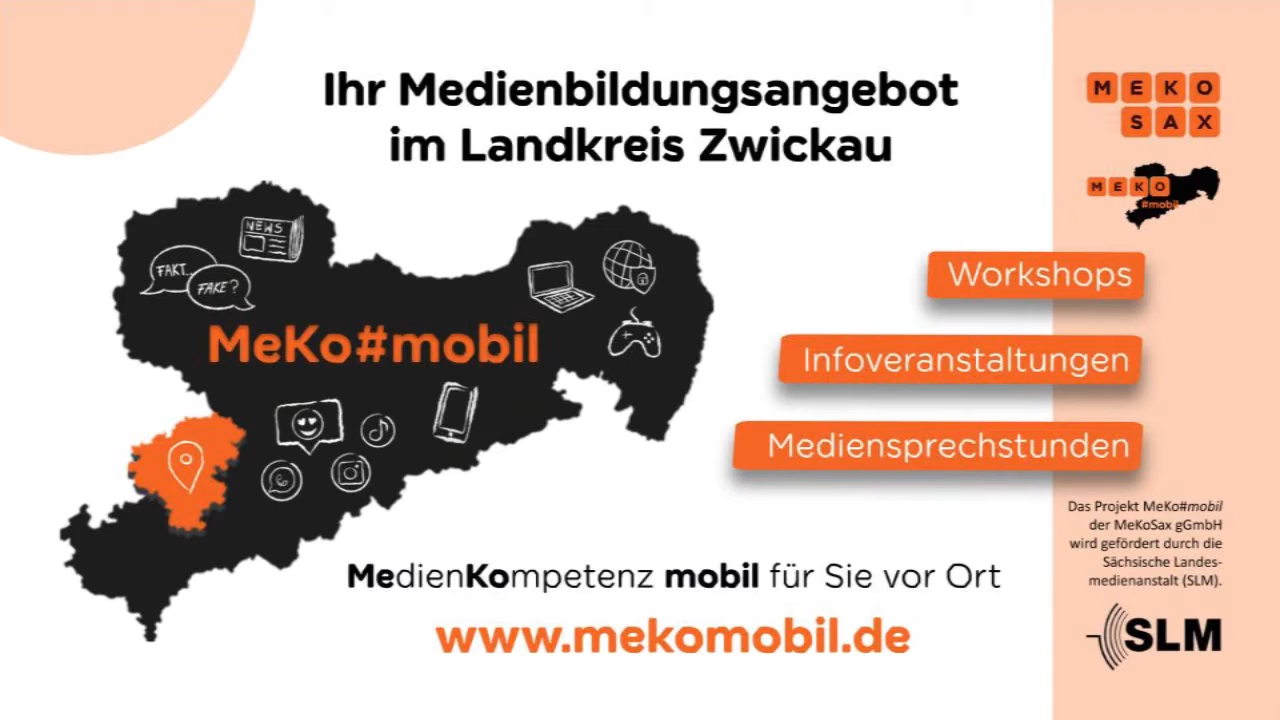 Ihr Medienbildungsangebot
im Landkreis Zwickau
MEKO
SAX
MEKO
#mobil
NEWS
FAKT...
FAKE?
MeKo#mobil
Workshops
Infoveranstaltungen
Mediensprechstunden
MedienKompetenz mobil für Sie vor Ort
www.mekomobil.de
Das Projekt MeKo#mobil
der MeKoSax gGmbH
wird gefördert durch die
Sächsische Landes-
medienanstalt (SLM).
SLM